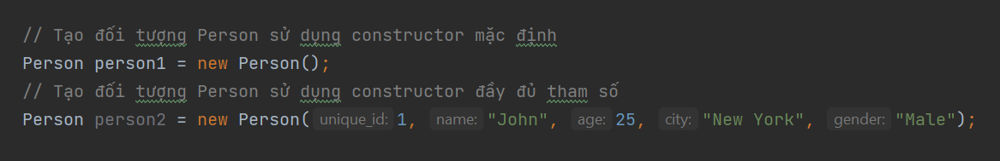 // Tạo đối tượng Person sử dụng constructor mặc định
Person person1 = new Person();
// Tạo đối tượng Person sử dụng constructor đầy đủ tham số
Person person2 = new Person( unique_id: 1, name: "John", age: 25, city: "New York", gender: "Male");